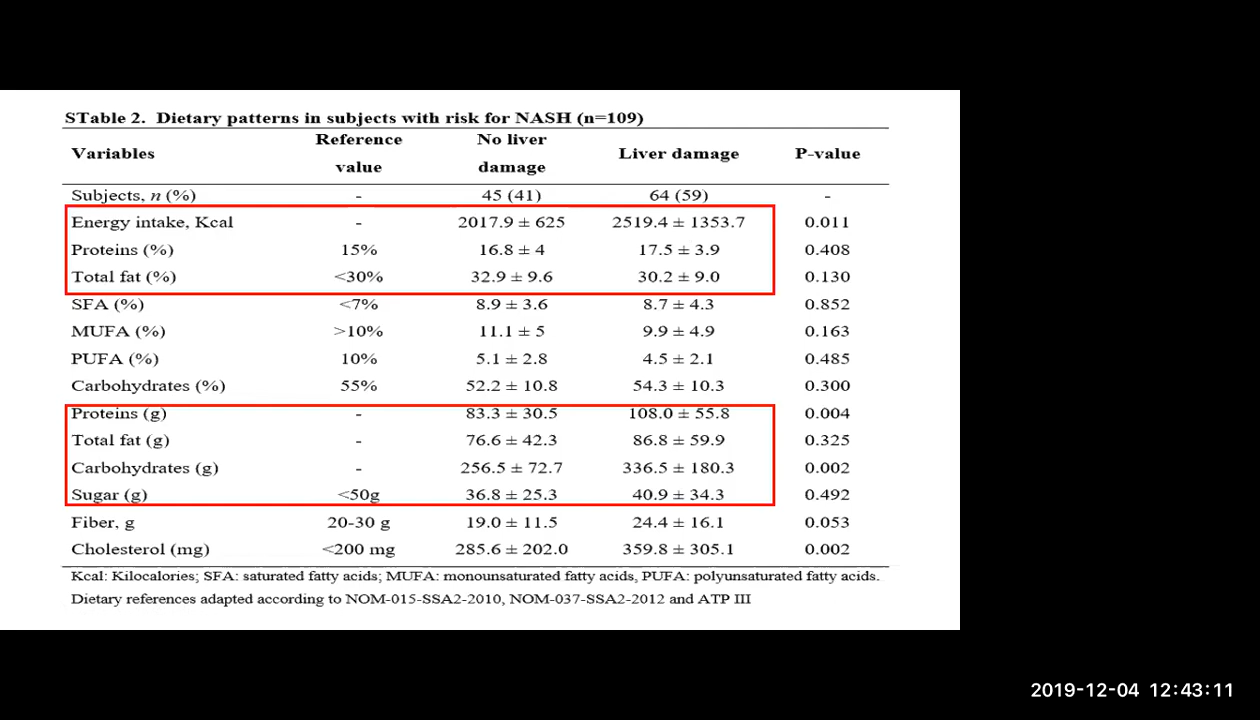 STable 2. Dietary patterns in subjects with risk for NASH (n=109)
Variables Reference value No liver damage Liver damage P-value
Subjects, n (%) - 45 (41) 64 (59) -
Energy intake, Kcal - 2017.9 ± 625 2519.4 ± 1353.7 0.011
Proteins (%) 15% 16.8 ± 4 17.5 ± 3.9 0.408
Total fat (%) <30% 32.9 ± 9.6 30.2 ± 9.0 0.130
SFA (%) <7% 8.9 ± 3.6 8.7 ± 4.3 0.852
MUFA (%) >10% 11.1 ± 5 9.9 ± 4.9 0.163
PUFA (%) 10% 5.1 ± 2.8 4.5 ± 2.1 0.485
Carbohydrates (%) 55% 52.2 ± 10.8 54.3 ± 10.3 0.300
Proteins (g) - 83.3 ± 30.5 108.0 ± 55.8 0.004
Total fat (g) - 76.6 ± 42.3 86.8 ± 59.9 0.325
Carbohydrates (g) - 256.5 ± 72.7 336.5 ± 180.3 0.002
Sugar (g) <50g 36.8 ± 25.3 40.9 ± 34.3 0.492
Fiber, g 20-30 g 19.0 ± 11.5 24.4 ± 16.1 0.053
Cholesterol (mg) <200 mg 285.6 ± 202.0 359.8 ± 305.1 0.002
Kcal: Kilocalories; SFA: saturated fatty acids; MUFA: monounsaturated fatty acids, PUFA: polyunsaturated fatty acids.
Dietary references adapted according to NOM-015-SSA2-2010, NOM-037-SSA2-2012 and ATP III
2019-12-04 12:43:11